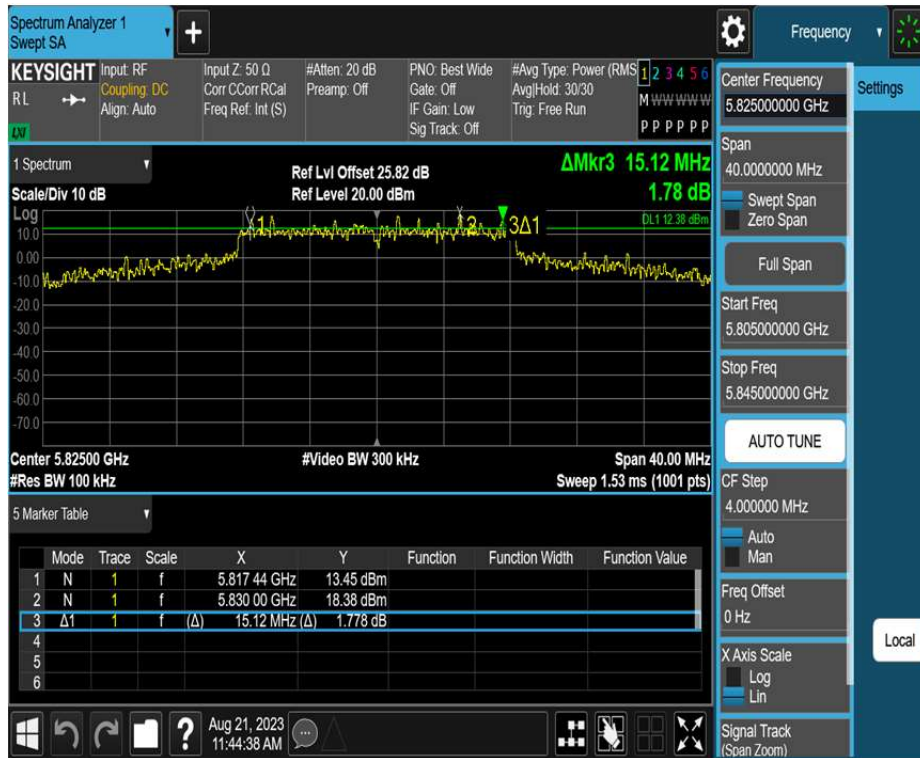 Spectrum Analyzer 1
Swept SA
+
Frequency
KEYSIGHT
RL
LXI
Input: RF
Coupling: DC
Align: Auto
Input Z: 50 Ω
Corr CCorr RCal
Freq Ref: Int (S)
#Atten: 20 dB
Preamp: Off
PNO: Best Wide
Gate: Off
IF Gain: Low
Sig Track: Off
#Avg Type: Power (RMS
Avg|Hold: 30/30
Trig: Free Run
1 2 3 4 5 6
M W W W W W
P P P P P P
Center Frequency
5.825000000 GHz
Settings
Span
40.0000000 MHz
Swept Span
Zero Span
Full Span
Start Freq
5.805000000 GHz
Stop Freq
5.845000000 GHz
AUTO TUNE
CF Step
4.000000 MHz
Auto
Man
Freq Offset
0 Hz
X Axis Scale
Log
Lin
Local
Signal Track
(Span Zoom)
1 Spectrum
Scale/Div 10 dB
Ref Lvl Offset 25.82 dB
Ref Level 20.00 dBm
ΔMkr3 15.12 MHz
1.78 dB
Log
DL1 12.38 dBm
1
2
3Δ1
10.0
0.00
-10.0
-20.0
-30.0
-40.0
-50.0
-60.0
-70.0
Center 5.82500 GHz
#Video BW 300 kHz
Span 40.00 MHz
#Res BW 100 kHz
Sweep 1.53 ms (1001 pts)
5 Marker Table
Mode Trace Scale X Y Function Function Width Function Value
1 N 1 f 5.817 44 GHz 13.45 dBm
2 N 1 f 5.830 00 GHz 18.38 dBm
3 Δ1 1 f (Δ) 15.12 MHz (Δ) 1.778 dB
4
5
6
?
Aug 21, 2023
11:44:38 AM